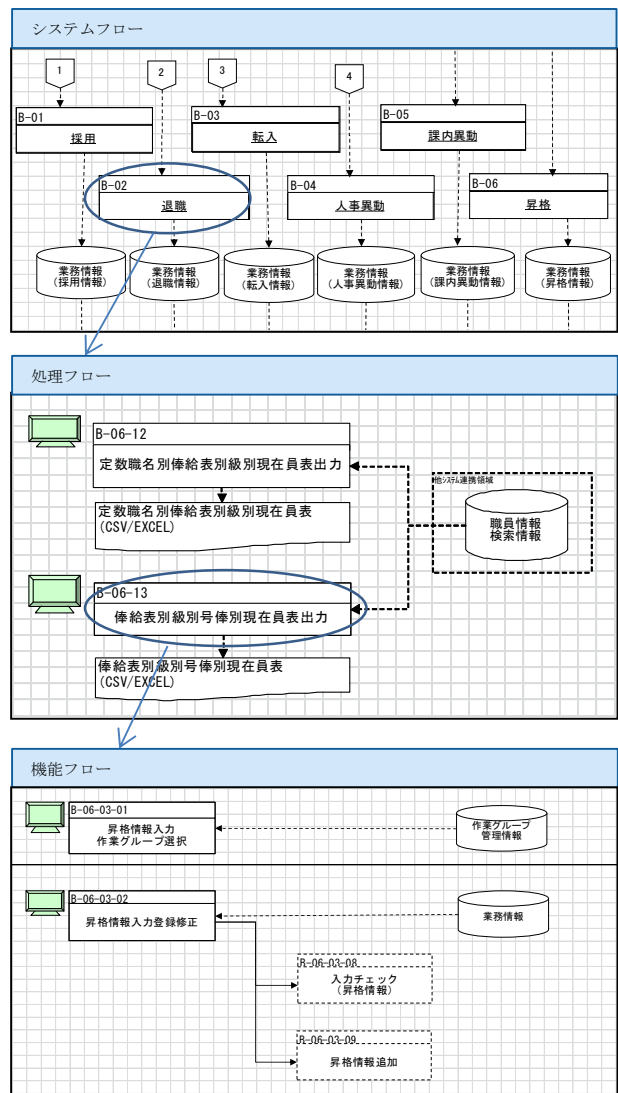 システムフロー
1
2
3
4
B-01
採用
B-03
転入
B-05
課内異動
B-02
退職
B-04
人事異動
B-06
昇格
業務情報
(採用情報)
業務情報
(退職情報)
業務情報
(転入情報)
業務情報
(人事異動情報)
業務情報
(課内異動情報)
業務情報
(昇格情報)
処理フロー
B-06-12
定数職名別俸給表別級別現在員表出力
定数職名別俸給表別級別現在員表
(CSV/EXCEL)
他システム連携領域
職員情報
検索情報
B-06-13
俸給表別級別号俸別現在員表出力
俸給表別級別号俸別現在員表
(CSV/EXCEL)
機能フロー
B-06-03-01
昇格情報入力
作業グループ選択
作業グループ
管理情報
B-06-03-02
昇格情報入力登録修正
業務情報
B-06-03-08
入力チェック
(昇格情報)
B-06-03-09
昇格情報追加